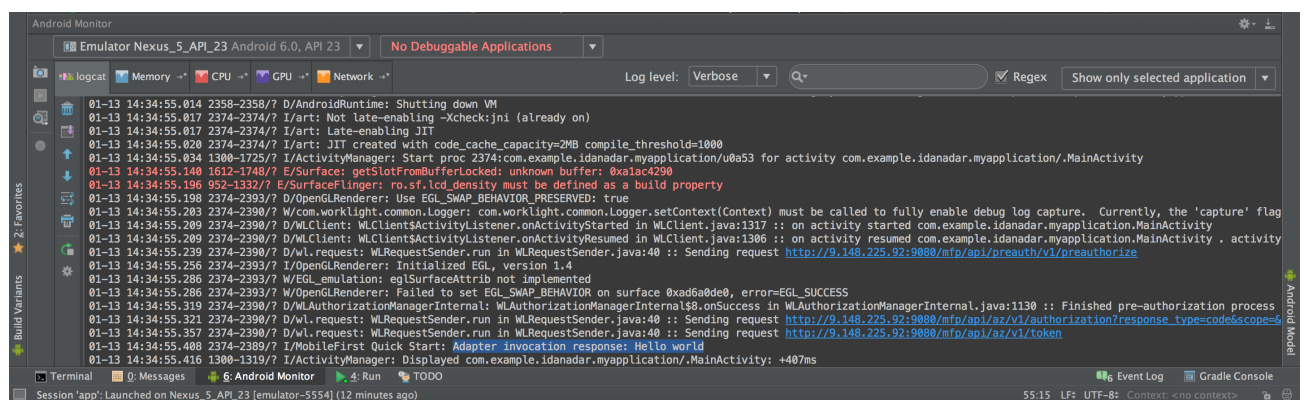 Android Monitor
Emulator Nexus_5_API_23 Android 6.0, API 23
No Debuggable Applications
logcat Memory CPU GPU Network Log level: Verbose Regex Show only selected application
01-13 14:34:55.014 2358-2358/? D/AndroidRuntime: Shutting down VM
01-13 14:34:55.017 2374-2374/? I/art: Not late-enabling -Xcheck:jni (already on)
01-13 14:34:55.017 2374-2374/? I/art: Late-enabling JIT
01-13 14:34:55.020 2374-2374/? I/art: JIT created with code_cache_capacity=2MB compile_threshold=1000
01-13 14:34:55.034 1300-1725/? I/ActivityManager: Start proc 2374:com.example.idanadar.myapplication/u0a53 for activity com.example.idanadar.myapplication/.MainActivity
01-13 14:34:55.140 1612-1748/? E/Surface: getSlotFromBufferLocked: unknown buffer: 0xa1ac4290
01-13 14:34:55.196 952-1332/? E/SurfaceFlinger: ro.sf.lcd_density must be defined as a build property
01-13 14:34:55.198 2374-2393/? D/OpenGLRenderer: Use EGL_SWAP_BEHAVIOR_PRESERVED: true
01-13 14:34:55.203 2374-2390/? W/com.worklight.common.Logger: com.worklight.common.Logger.setContext(Context) must be called to fully enable debug log capture.  Currently, the 'capture' flag
01-13 14:34:55.209 2374-2390/? D/WLClient: WLClient$ActivityListener.onActivityStarted in WLClient.java:1317 :: on activity started com.example.idanadar.myapplication.MainActivity
01-13 14:34:55.209 2374-2390/? D/WLClient: WLClient$ActivityListener.onActivityResumed in WLClient.java:1306 :: on activity resumed com.example.idanadar.myapplication.MainActivity . activity
01-13 14:34:55.239 2374-2390/? D/wl.request: WLRequestSender.run in WLRequestSender.java:40 :: Sending request http://9.148.225.92:9080/mfp/api/preauth/v1/preauthorize
01-13 14:34:55.256 2374-2393/? I/OpenGLRenderer: Initialized EGL, version 1.4
01-13 14:34:55.286 2374-2393/? W/EGL_emulation: eglSurfaceAttrib not implemented
01-13 14:34:55.286 2374-2393/? W/OpenGLRenderer: Failed to set EGL_SWAP_BEHAVIOR on surface 0xad6a0de0, error=EGL_SUCCESS
01-13 14:34:55.319 2374-2390/? D/WLAuthorizationManagerInternal: WLAuthorizationManagerInternal$8.onSuccess in WLAuthorizationManagerInternal.java:1130 :: Finished pre-authorization process
01-13 14:34:55.321 2374-2390/? D/wl.request: WLRequestSender.run in WLRequestSender.java:40 :: Sending request http://9.148.225.92:9080/mfp/api/az/v1/authorization?response_type=code&scope=&
01-13 14:34:55.357 2374-2390/? D/wl.request: WLRequestSender.run in WLRequestSender.java:40 :: Sending request http://9.148.225.92:9080/mfp/api/az/v1/token
01-13 14:34:55.408 2374-2389/? I/MobileFirst Quick Start: Adapter invocation response: Hello world
01-13 14:34:55.416 1300-1319/? I/ActivityManager: Displayed com.example.idanadar.myapplication/.MainActivity: +407ms
2: Favorites
Build Variants
Android Model
Terminal 0: Messages 6: Android Monitor 4: Run TODO 6 Event Log Gradle Console
Session 'app': Launched on Nexus_5_API_23 [emulator-5554] (12 minutes ago) 55:15 LF÷ UTF-8÷ Context: <no context>